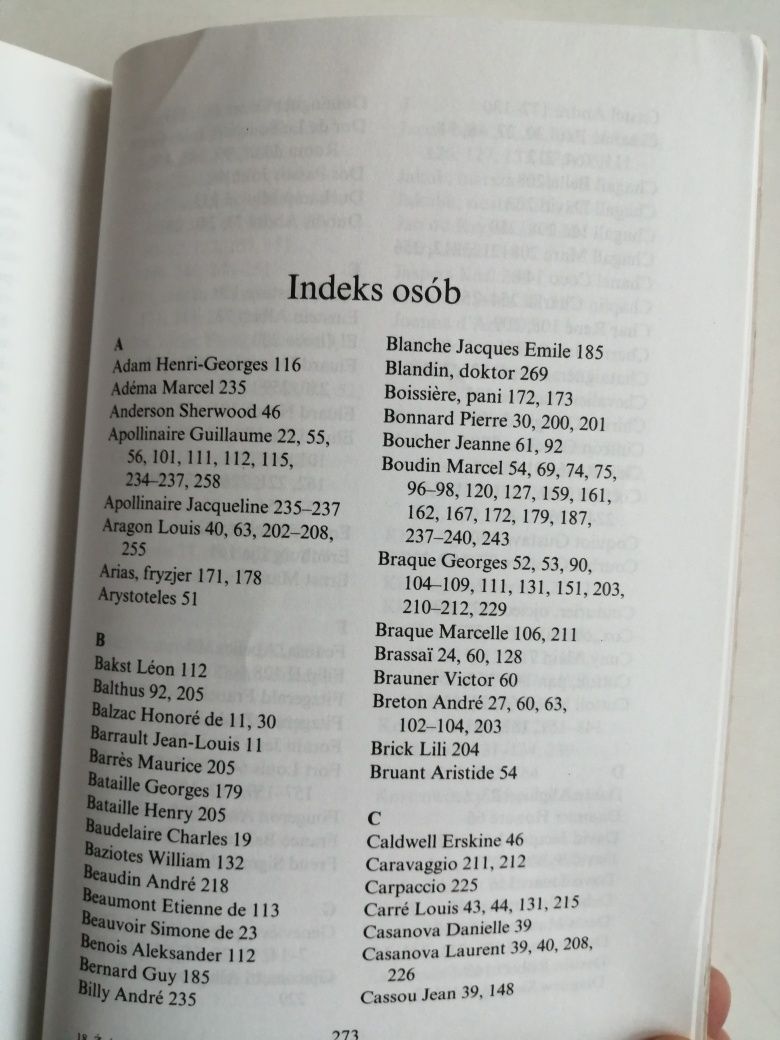 Indeks osób
A
Adam Henri-Georges 116
Adéma Marcel 235
Anderson Sherwood 46
Apollinaire Guillaume 22, 55,
56, 101, 111, 112, 115,
234–237, 258
Apollinaire Jacqueline 235–237
Aragon Louis 40, 63, 202–208,
255
Arias, fryzjer 171, 178
Arystoteles 51
B
Bakst Léon 112
Balthus 92, 205
Balzac Honoré de 11, 30
Barrault Jean-Louis 11
Barrès Maurice 205
Bataille Georges 179
Bataille Henry 205
Baudelaire Charles 19
Baziotes William 132
Beaudin André 218
Beaumont Etienne de 113
Beauvoir Simone de 23
Benois Aleksander 112
Bernard Guy 185
Billy André 235
Blanche Jacques Emile 185
Blandin, doktor 269
Boissière, pani 172, 173
Bonnard Pierre 30, 200, 201
Boucher Jeanne 61, 92
Boudin Marcel 54, 69, 74, 75,
96–98, 120, 127, 159, 161,
162, 167, 172, 179, 187,
237–240, 243
Braque Georges 52, 53, 90,
104–109, 111, 131, 151, 203,
210–212, 229
Braque Marcelle 106, 211
Brassaï 24, 60, 128
Brauner Victor 60
Breton André 27, 60, 63,
102–104, 203
Brick Lili 204
Bruant Aristide 54
C
Caldwell Erskine 46
Caravaggio 211, 212
Carpaccio 225
Carré Louis 43, 44, 131, 215
Casanova Danielle 39
Casanova Laurent 39, 40, 208,
226
Cassou Jean 39, 148
273